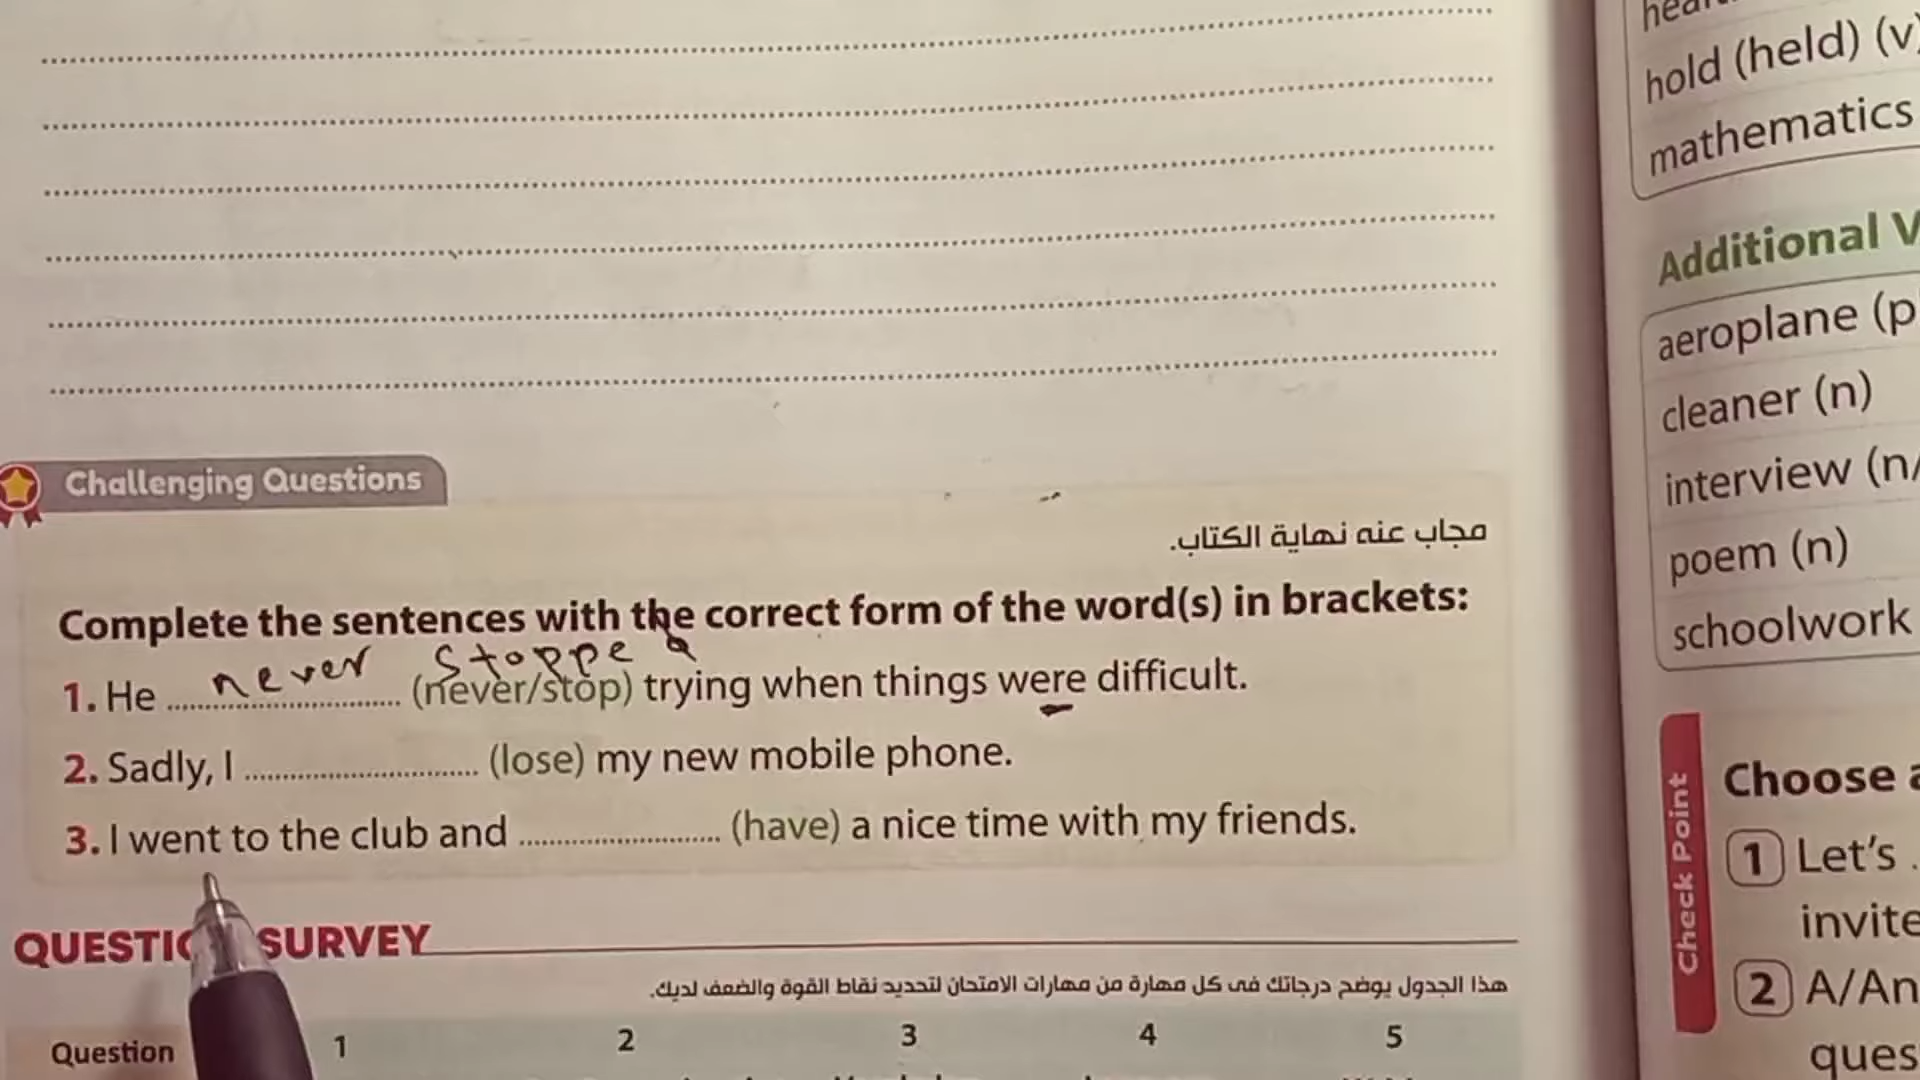 Challenging Questions
مجاب عنه نهاية الكتاب.
Complete the sentences with the correct form of the word(s) in brackets:
never stopped
1. He .......................... (never/stop) trying when things were difficult.
2. Sadly, I .......................... (lose) my new mobile phone.
3. I went to the club and ...................... (have) a nice time with my friends.
SURVEY
هذا الجدول يوضح درجاتك فى كل مهارة من مهارات الامتحان لتحديد نقاط القوة والضعف لديك.
Question 1 2 3 4 5
hold (held)
mathematics
Additional
aeroplane
cleaner (n)
interview
poem (n)
schoolwork
Check Point
Choose
1 Let's
2 A/An